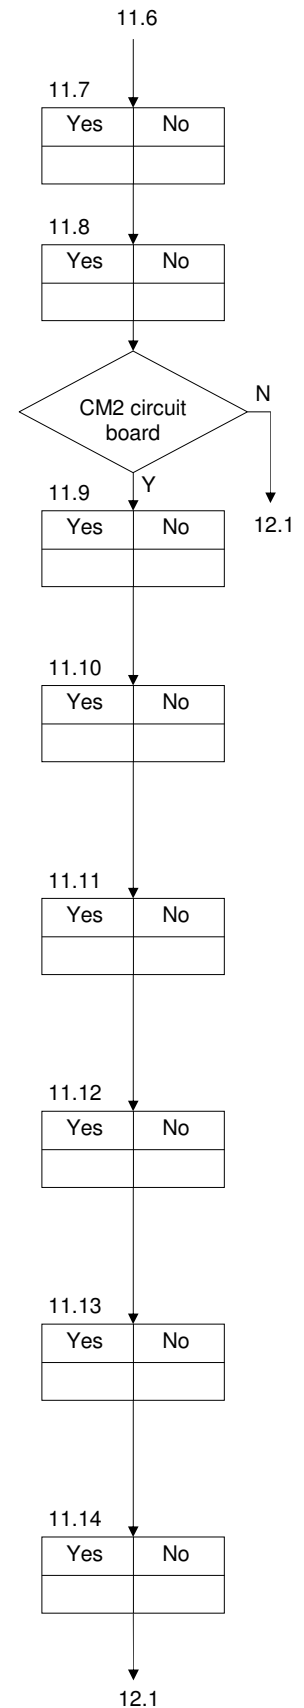 11.6
11.7
Yes No
11.8
Yes No
CM2 circuit
board
N
12.1
Y
11.9
Yes No
11.10
Yes No
11.11
Yes No
11.12
Yes No
11.13
Yes No
11.14
Yes No
12.1